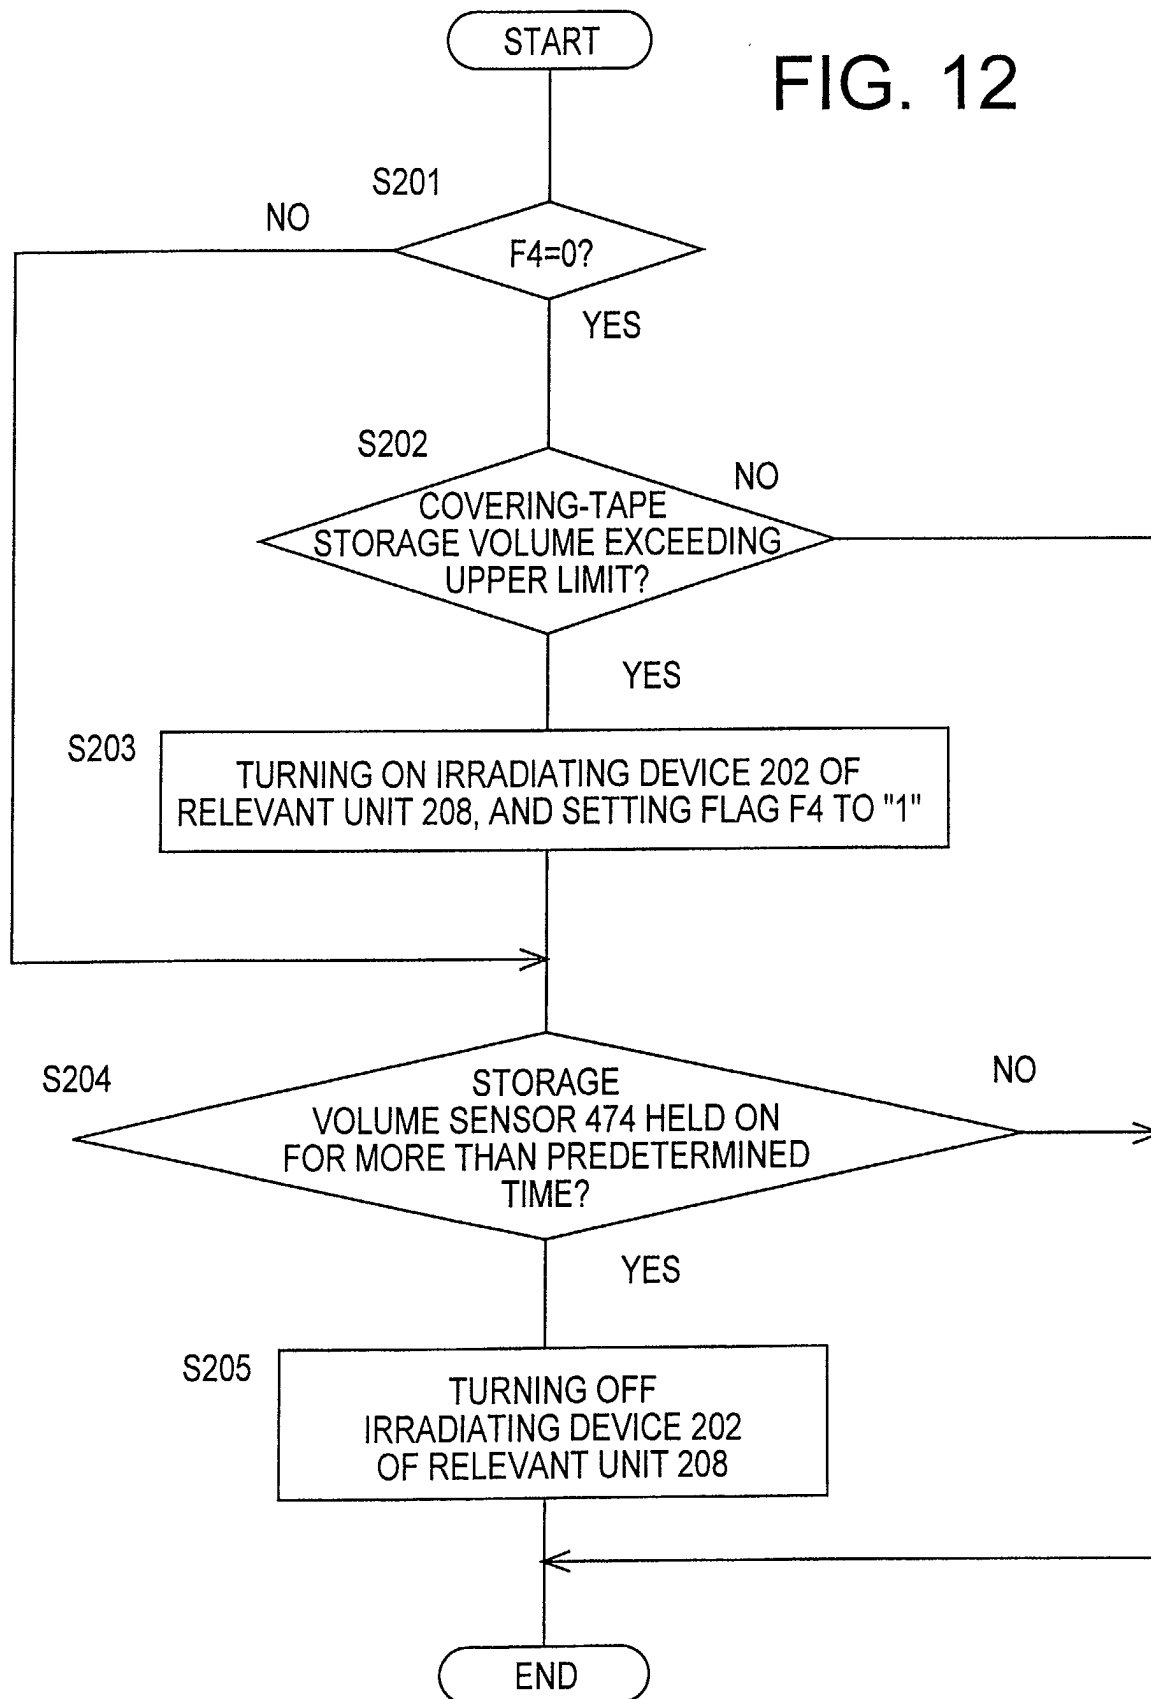 START
FIG. 12
S201
NO
F4=0?
YES
S202
NO
COVERING-TAPE
STORAGE VOLUME EXCEEDING
UPPER LIMIT?
YES
S203
TURNING ON IRRADIATING DEVICE 202 OF
RELEVANT UNIT 208, AND SETTING FLAG F4 TO "1"
S204
NO
STORAGE
VOLUME SENSOR 474 HELD ON
FOR MORE THAN PREDETERMINED
TIME?
YES
S205
TURNING OFF
IRRADIATING DEVICE 202
OF RELEVANT UNIT 208
END